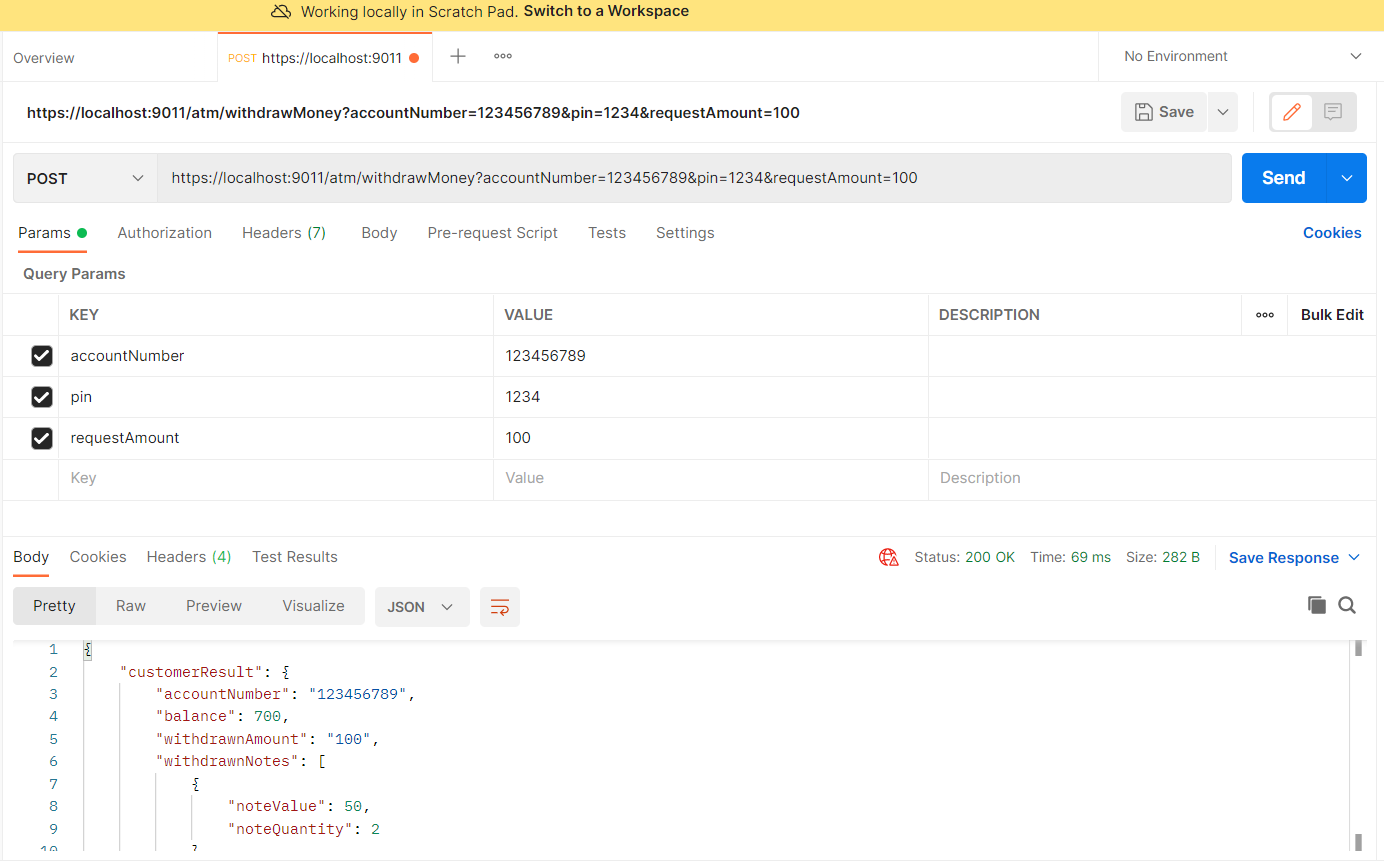 Working locally in Scratch Pad. Switch to a Workspace
Overview
POST https://localhost:9011
No Environment
https://localhost:9011/atm/withdrawMoney?accountNumber=123456789&pin=1234&requestAmount=100
Save
POST
https://localhost:9011/atm/withdrawMoney?accountNumber=123456789&pin=1234&requestAmount=100
Send
Params Authorization Headers (7) Body Pre-request Script Tests Settings Cookies
Query Params
KEY VALUE DESCRIPTION Bulk Edit
accountNumber 123456789
pin 1234
requestAmount 100
Key Value Description
Body Cookies Headers (4) Test Results Status: 200 OK Time: 69 ms Size: 282 B Save Response
Pretty Raw Preview Visualize JSON
1 {
2 "customerResult": {
3 "accountNumber": "123456789",
4 "balance": 700,
5 "withdrawnAmount": "100",
6 "withdrawnNotes": [
7 {
8 "noteValue": 50,
9 "noteQuantity": 2
10 }